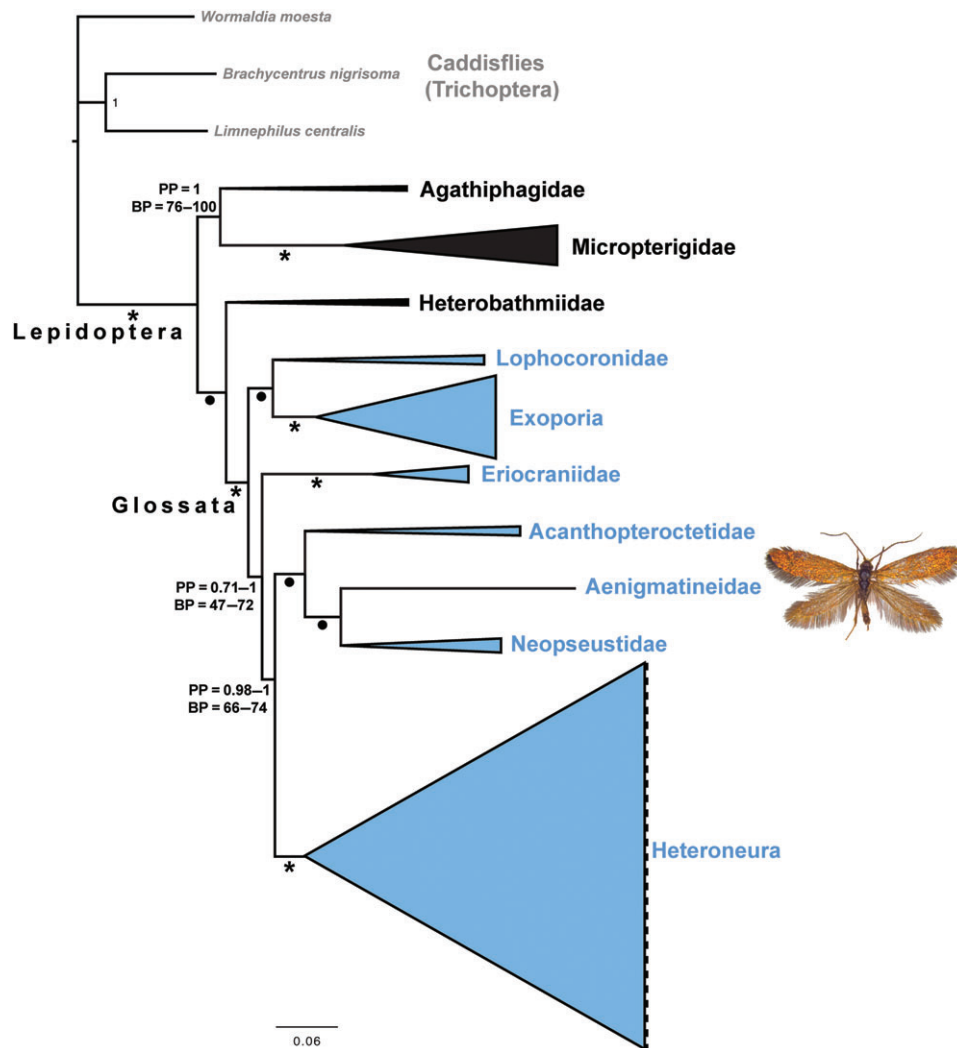 Wormaldia moesta
Brachycentrus nigrisoma
Caddisflies
(Trichoptera)
1
Limnephilus centralis
PP = 1
BP = 76–100
Agathiphagidae
*
Micropterigidae
*
Lepidoptera
Heterobathmiidae
Lophocoronidae
*
Exoporia
*
Glossata
*
Eriocraniidae
Acanthopteroctetidae
PP = 0.71–1
BP = 47–72
Aenigmatineidae
Neopseustidae
PP = 0.98–1
BP = 66–74
*
Heteroneura
0.06